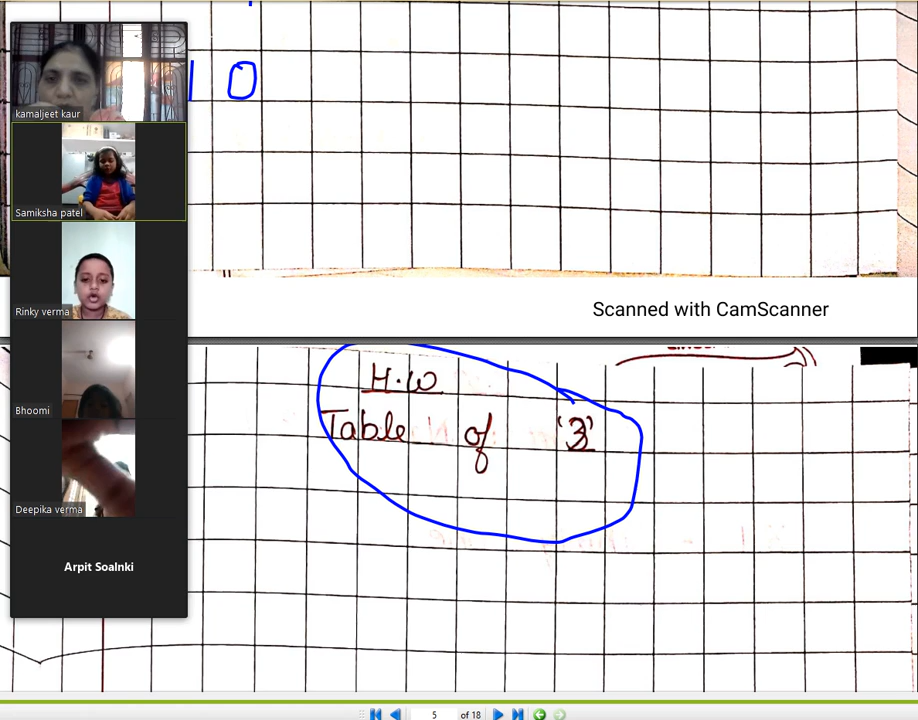 kamaljeet kaur
Samiksha patel
Rinky verma
Bhoomi
Deepika verma
Arpit Soalnki
10
Scanned with CamScanner
H.W
Table of '3'
5 of 18